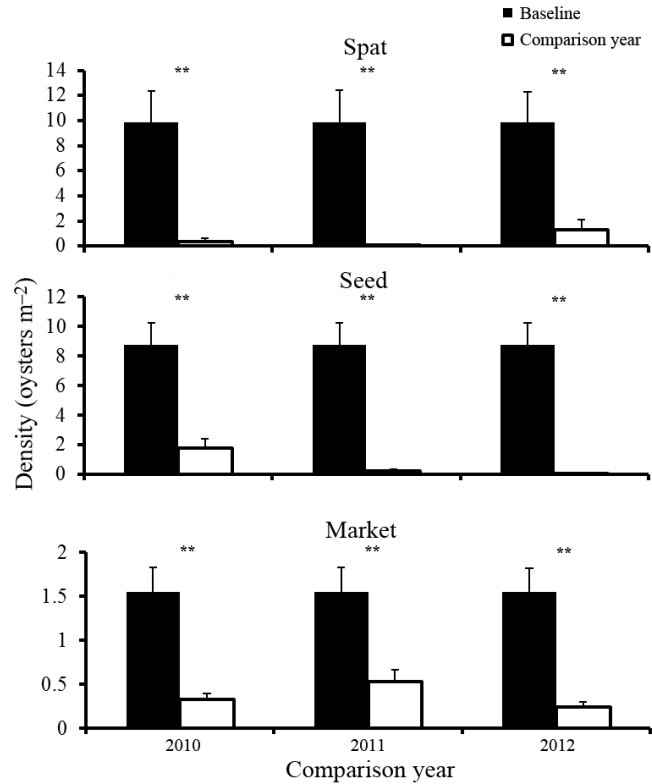 Baseline
Comparison year
Spat
** ** **
14
12
10
8
6
4
2
0
Seed
** ** **
12
10
8
6
4
2
0
Density (oysters m⁻²)
Market
** ** **
2
1.5
1
0.5
0
2010 2011 2012
Comparison year